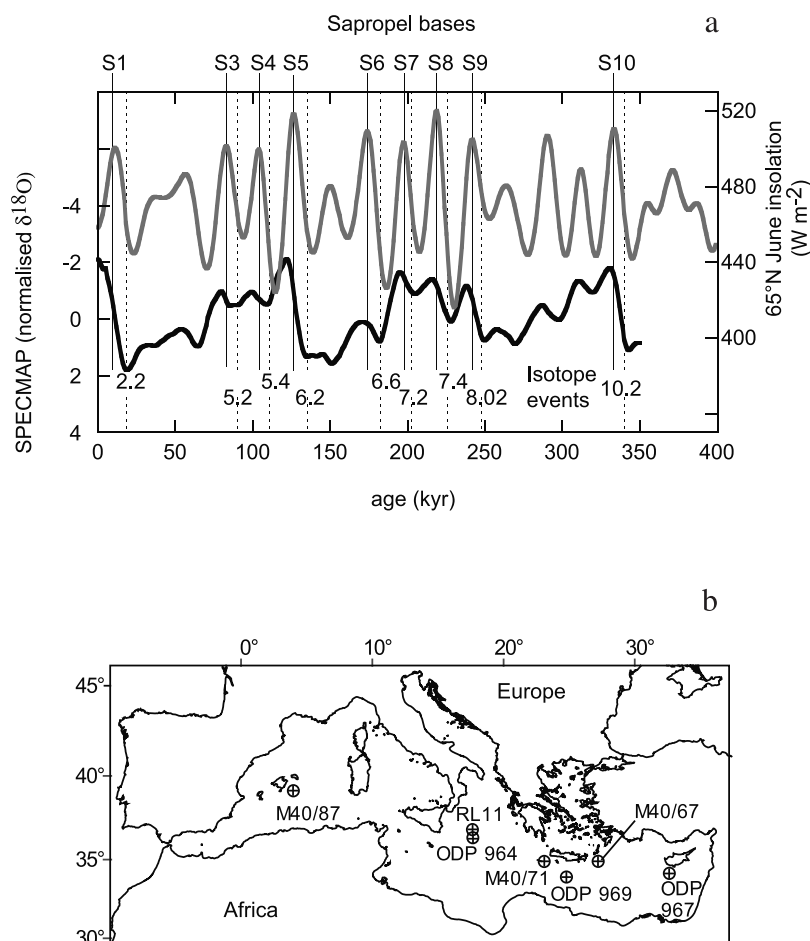 Sapropel bases
a
S1 S3 S4 S5 S6 S7 S8 S9 S10
520
480
440
400
65°N June insolation
(W m-2)
SPECMAP (normalised δ18O)
-4
-2
0
2
4
2.2
5.2
5.4
6.2
6.6
7.2
7.4
8.02
Isotope
events
10.2
0 50 100 150 200 250 300 350 400
age (kyr)
b
0° 10° 20° 30°
45°
40°
35°
30°
Europe
M40/87
RL11
ODP 964
M40/67
M40/71
ODP 969
ODP
967
Africa